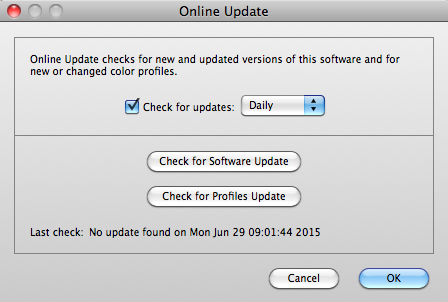 Online Update
Online Update checks for new and updated versions of this software and for
new or changed color profiles.
Check for updates: Daily
Check for Software Update
Check for Profiles Update
Last check: No update found on Mon Jun 29 09:01:44 2015
Cancel OK